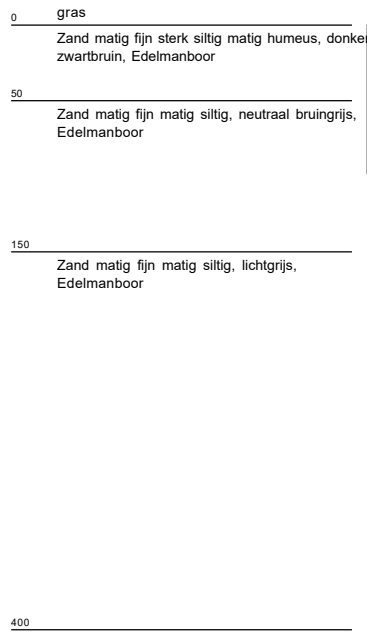 0
gras
Zand matig fijn sterk siltig matig humeus, donker
zwartbruin, Edelmanboor
50
Zand matig fijn matig siltig, neutraal bruingrijs,
Edelmanboor
150
Zand matig fijn matig siltig, lichtgrijs,
Edelmanboor
400